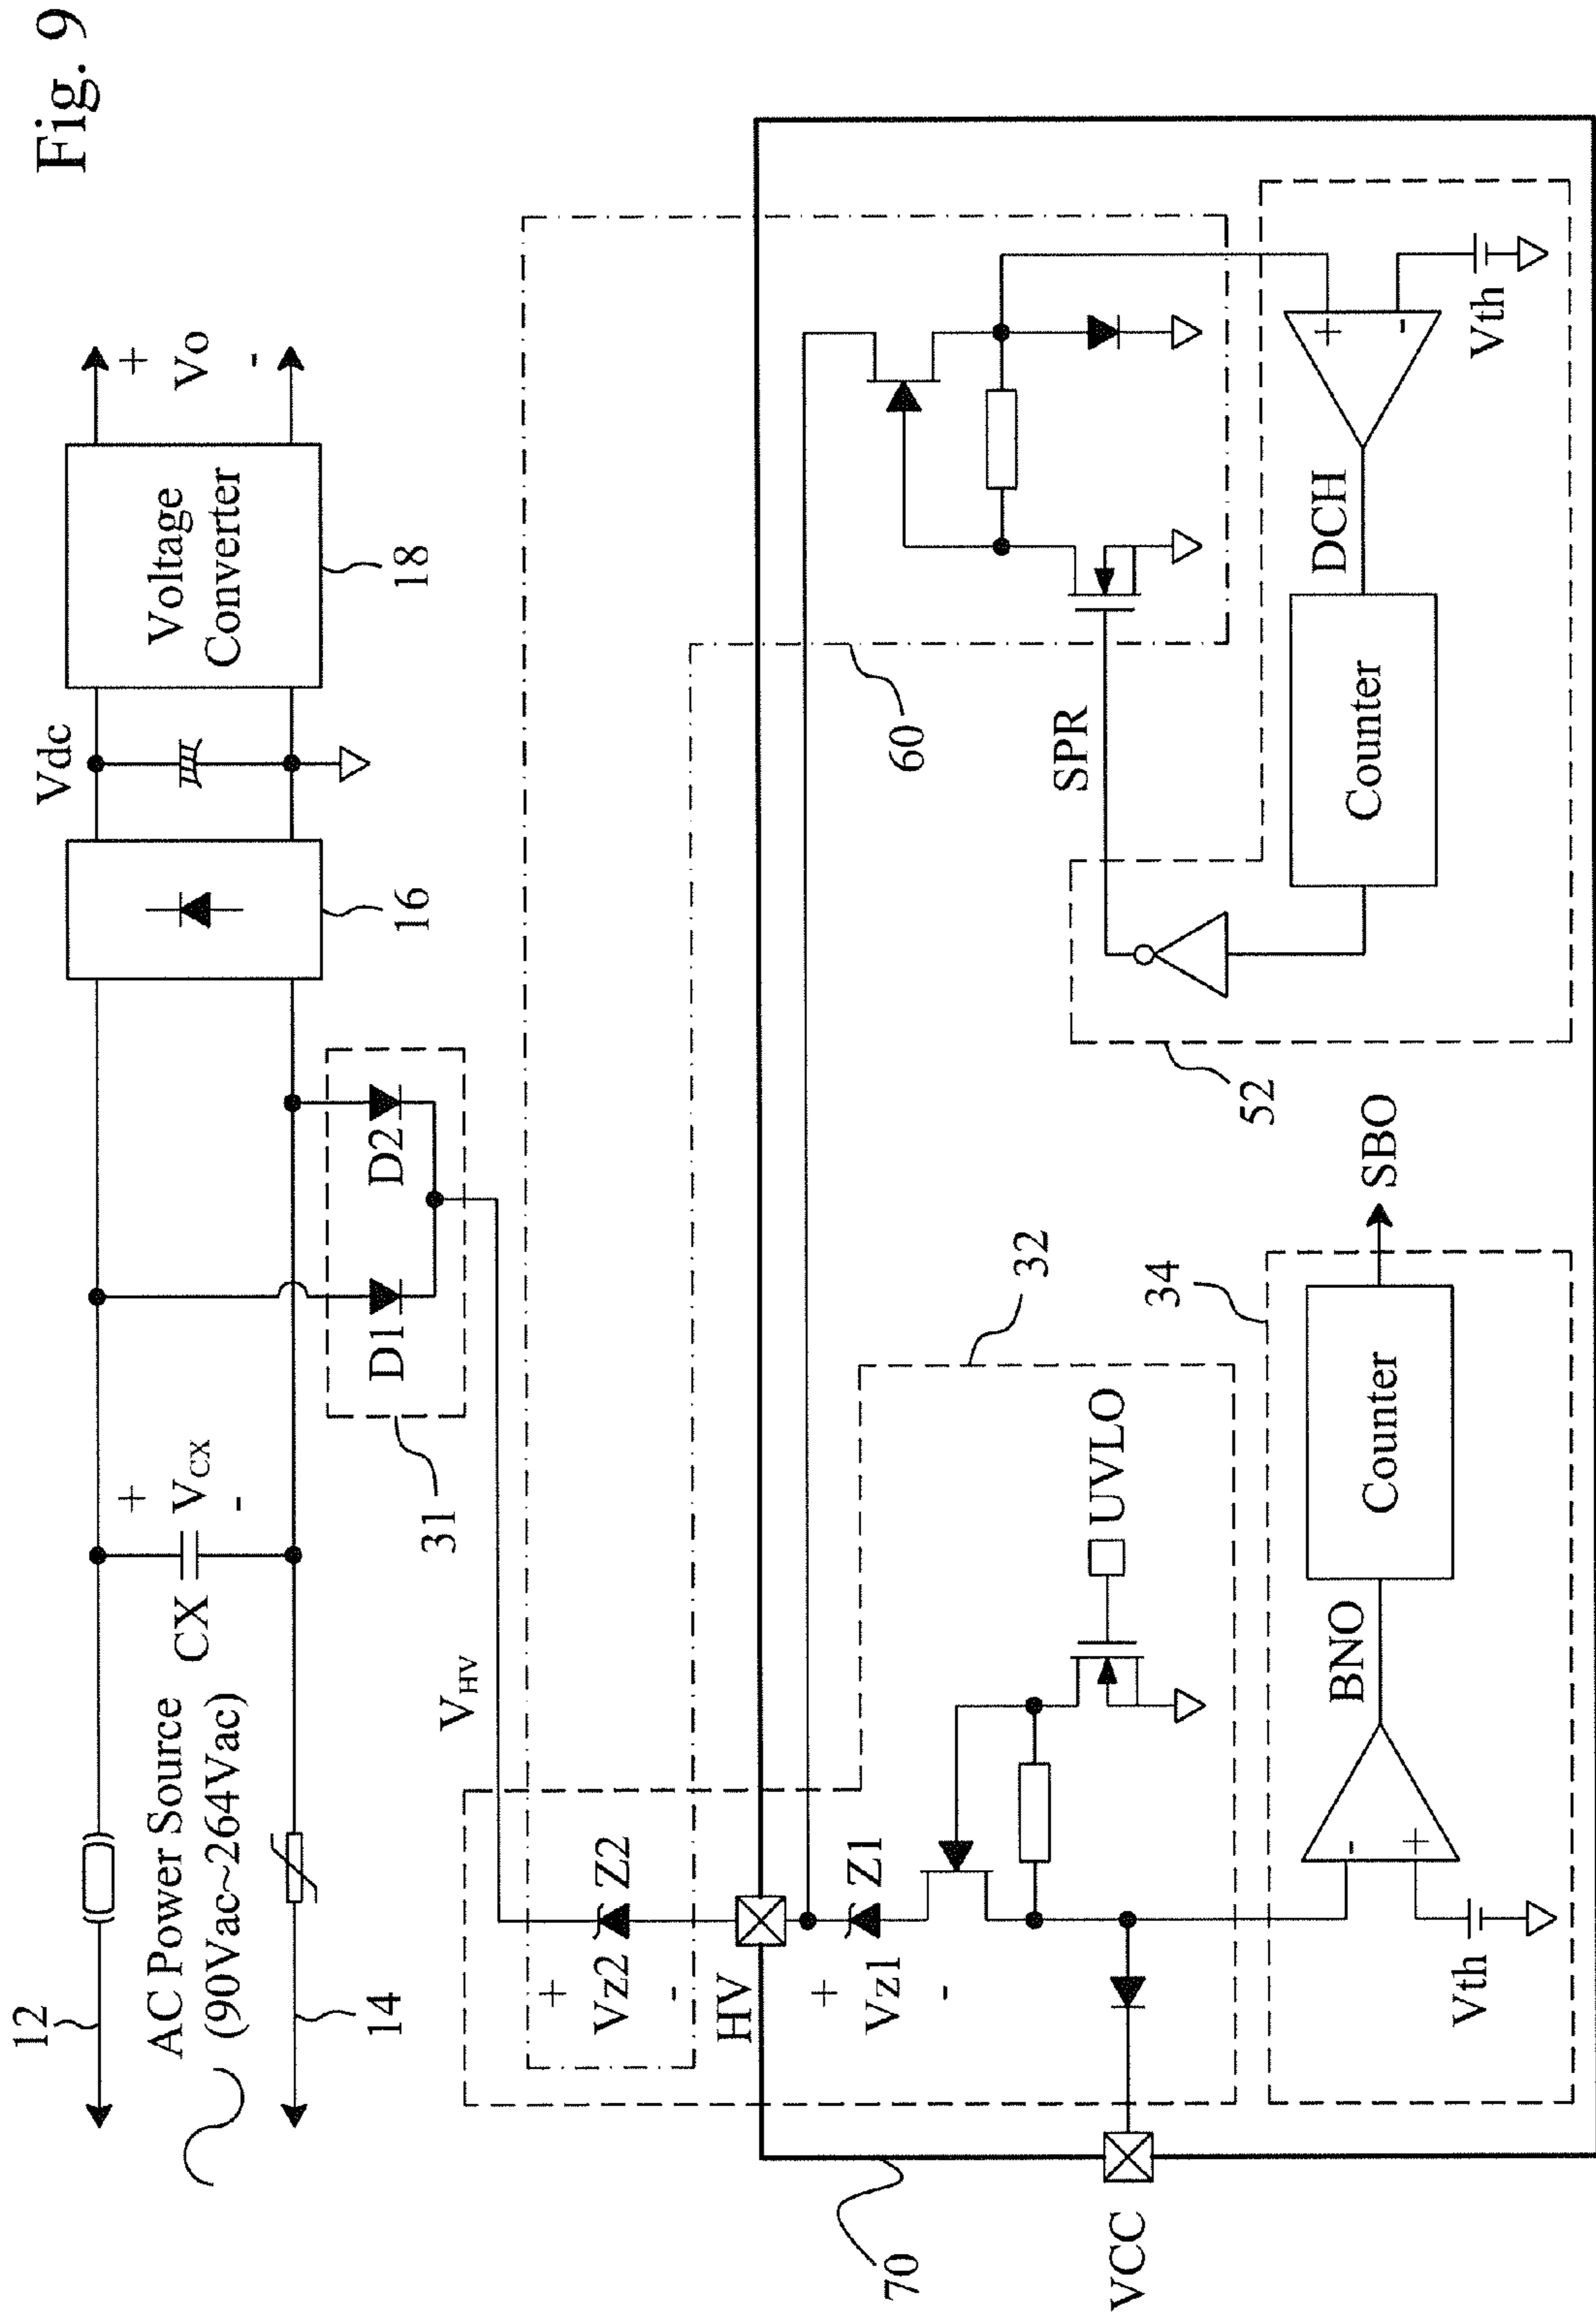 Fig. 9
12
AC Power Source
(90Vac~264Vac)
14
CX
+
VCX
-
16
Vdc
Voltage
Converter
18
+
Vo
-
D1
D2
31
VHV
+
Vz2
-
Z2
HV
+
Vz1
-
Z1
32
UVLO
60
SPR
VCC
70
Vth
-
+
BNO
Counter
34
SBO
52
Counter
DCH
+
-
Vth